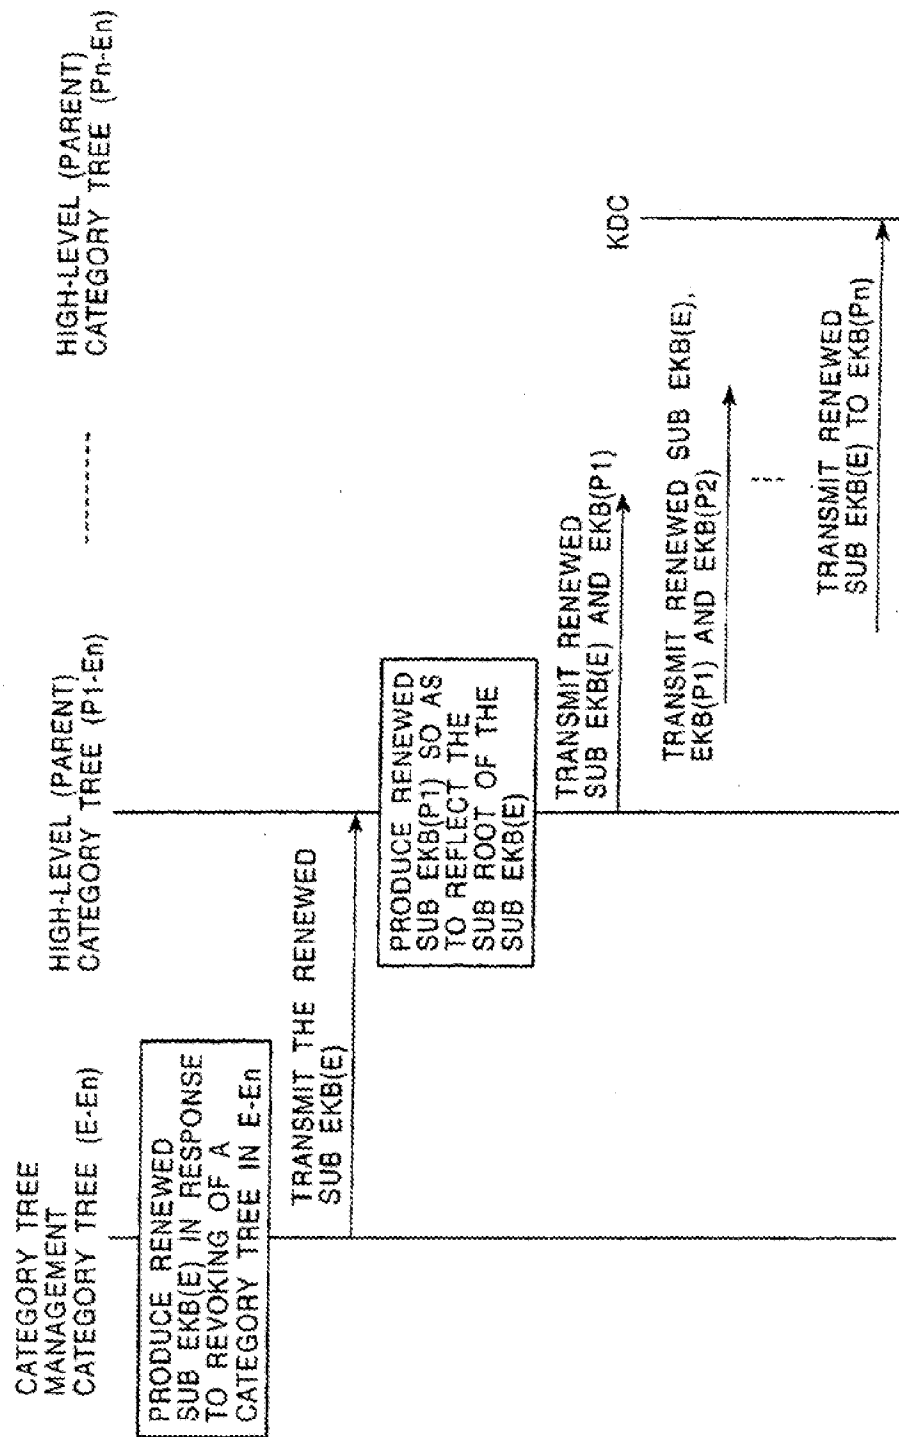 CATEGORY TREE
MANAGEMENT
CATEGORY TREE (E-En)
HIGH-LEVEL (PARENT)
CATEGORY TREE (P1-En)
---------
HIGH-LEVEL (PARENT)
CATEGORY TREE (Pn-En)
PRODUCE RENEWED
SUB EKB(E) IN RESPONSE
TO REVOKING OF A
CATEGORY TREE IN E-En
TRANSMIT THE RENEWED
SUB EKB(E)
PRODUCE RENEWED
SUB EKB(P1) SO AS
TO REFLECT THE
SUB ROOT OF THE
SUB EKB(E)
TRANSMIT RENEWED
SUB EKB(E) AND EKB(P1)
KDC
TRANSMIT RENEWED SUB EKB(E),
EKB(P1) AND EKB(P2)
TRANSMIT RENEWED
SUB EKB(E) TO EKB(Pn)